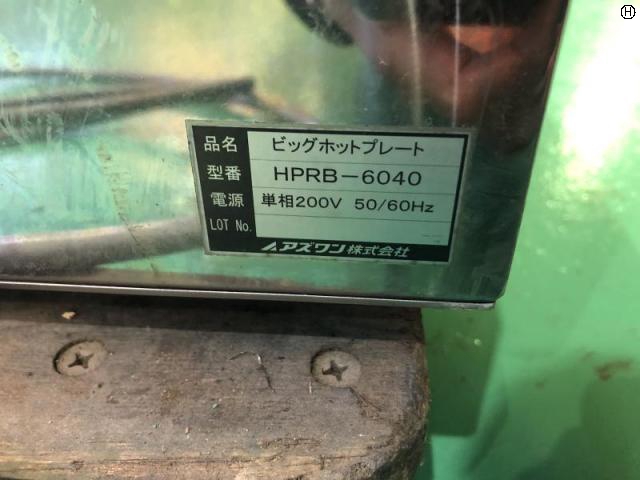 品名 ビッグホットプレート
型番 HPRB-6040
電源 単相200V 50/60Hz
LOT No.
アズワン株式会社
H